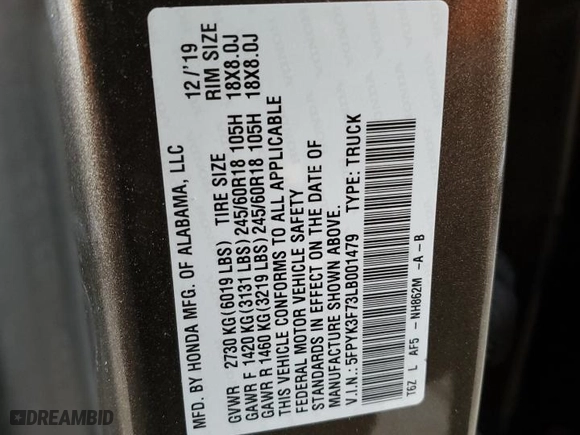 MFD. BY HONDA MFG. OF ALABAMA, LLC 12/'19
GVWR 2730 KG(6019 LBS) TIRE SIZE RIM SIZE
GAWR F 1420 KG(3131 LBS) 245/60R18 105H 18X8.0J
GAWR R 1460 KG(3219 LBS) 245/60R18 105H 18X8.0J
THIS VEHICLE CONFORMS TO ALL APPLICABLE
FEDERAL MOTOR VEHICLE SAFETY
STANDARDS IN EFFECT ON THE DATE OF
MANUFACTURE SHOWN ABOVE.
V.I.N.: 5FPYK3F73LB001479 TYPE: TRUCK
T6Z L AF5 -NH862M -A-B
DREAMBID